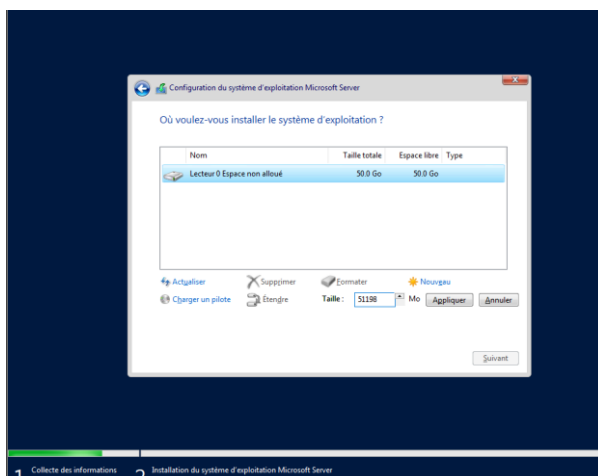 Configuration du système d'exploitation Microsoft Server
Où voulez-vous installer le système d'exploitation ?
Nom Taille totale Espace libre Type
Lecteur 0 Espace non alloué 50.0 Go 50.0 Go
Actualiser Supprimer Formater Nouveau
Charger un pilote Étendre Taille : 51198 Mo Appliquer Annuler
Suivant
1 Collecte des informations 2 Installation du système d'exploitation Microsoft Server